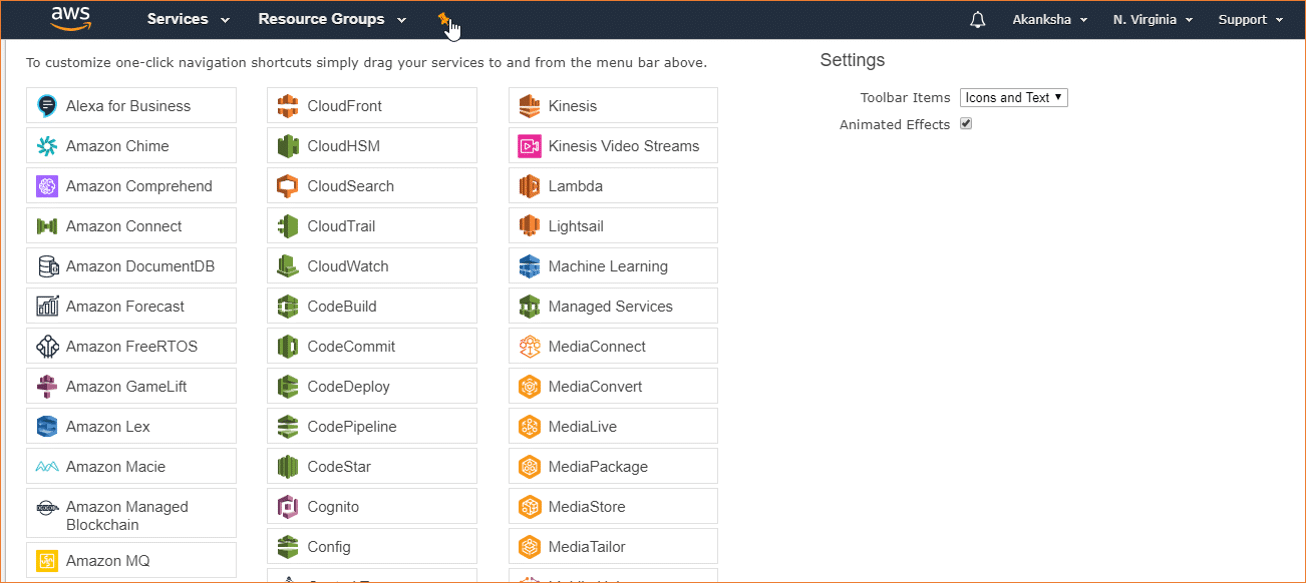 aws
Services
Resource Groups
Akanksha
N. Virginia
Support
To customize one-click navigation shortcuts simply drag your services to and from the menu bar above.
Alexa for Business
Amazon Chime
Amazon Comprehend
Amazon Connect
Amazon DocumentDB
Amazon Forecast
Amazon FreeRTOS
Amazon GameLift
Amazon Lex
Amazon Macie
Amazon Managed
Blockchain
Amazon MQ
CloudFront
CloudHSM
CloudSearch
CloudTrail
CloudWatch
CodeBuild
CodeCommit
CodeDeploy
CodePipeline
CodeStar
Cognito
Config
Kinesis
Kinesis Video Streams
Lambda
Lightsail
Machine Learning
Managed Services
MediaConnect
MediaConvert
MediaLive
MediaPackage
MediaStore
MediaTailor
Settings
Toolbar Items Icons and Text
Animated Effects